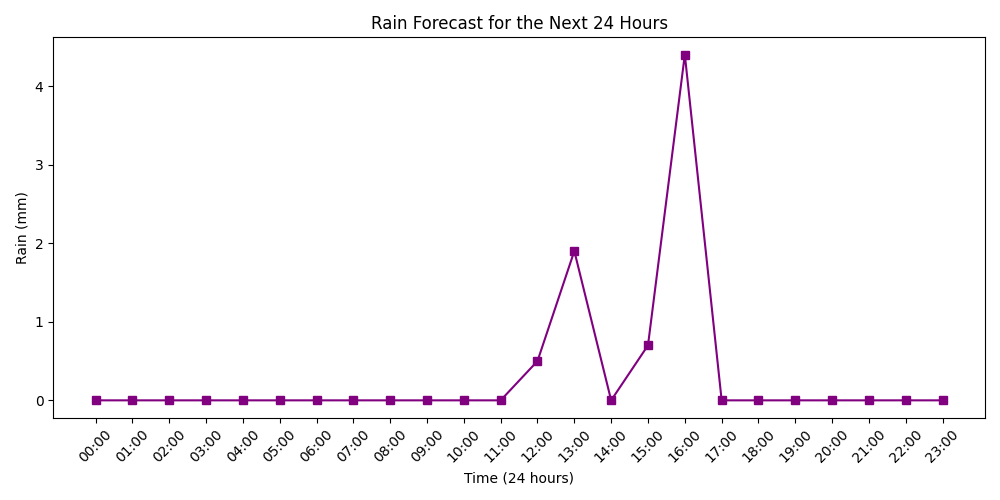 Rain Forecast for the Next 24 Hours
Rain (mm)
4
3
2
1
0
00:00 01:00 02:00 03:00 04:00 05:00 06:00 07:00 08:00 09:00 10:00 11:00 12:00 13:00 14:00 15:00 16:00 17:00 18:00 19:00 20:00 21:00 22:00 23:00
Time (24 hours)